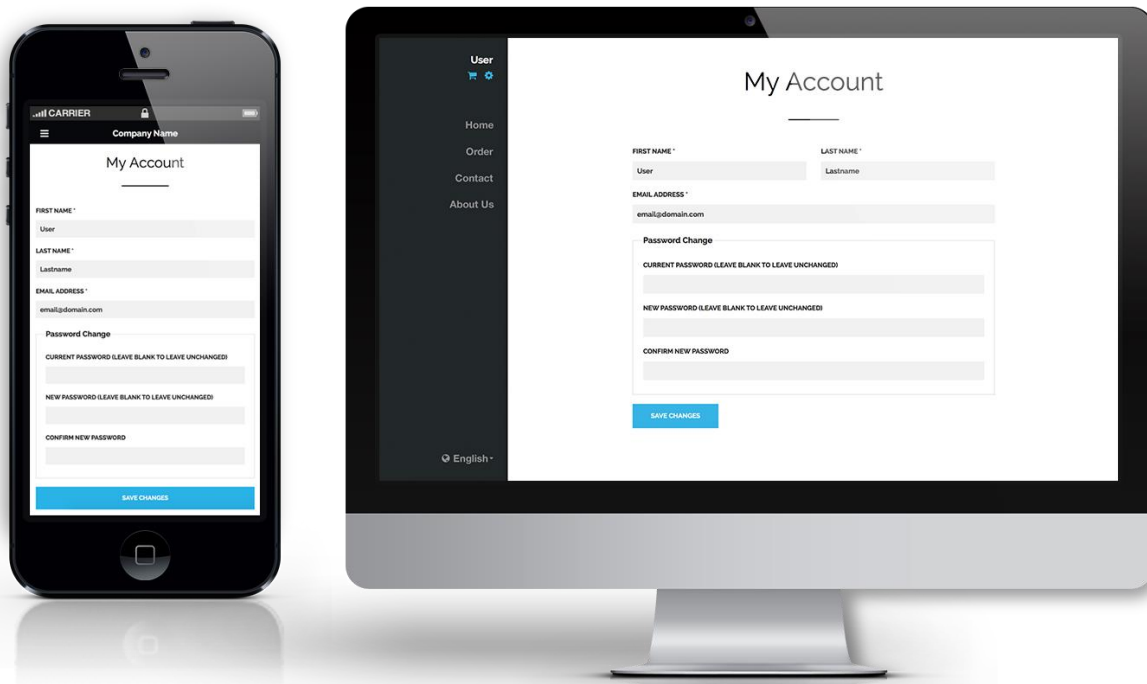 CARRIER
Company Name
My Account
FIRST NAME *
User
LAST NAME *
Lastname
EMAIL ADDRESS *
email@domain.com
Password Change
CURRENT PASSWORD (LEAVE BLANK TO LEAVE UNCHANGED)
NEW PASSWORD (LEAVE BLANK TO LEAVE UNCHANGED)
CONFIRM NEW PASSWORD
SAVE CHANGES
User
Home
Order
Contact
About Us
English
My Account
FIRST NAME * LAST NAME *
User Lastname
EMAIL ADDRESS *
email@domain.com
Password Change
CURRENT PASSWORD (LEAVE BLANK TO LEAVE UNCHANGED)
NEW PASSWORD (LEAVE BLANK TO LEAVE UNCHANGED)
CONFIRM NEW PASSWORD
SAVE CHANGES